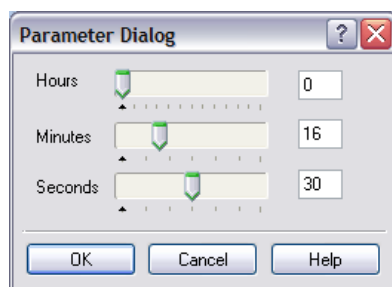 Parameter Dialog ?
Hours 0
Minutes 16
Seconds 30
OK Cancel Help